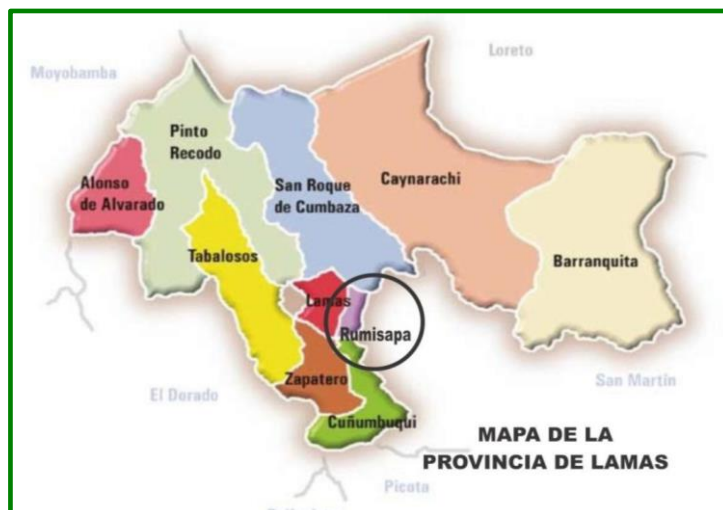 Loreto
Moyobamba
Pinto
Recodo
Alonso
de Alvarado
San Roque
de Cumbaza
Caynarachi
Tabalosos
Barranquita
Lamas
Rumisapa
Zapatero
San Martín
El Dorado
Cuñumbuqui
MAPA DE LA
PROVINCIA DE LAMAS
Picota